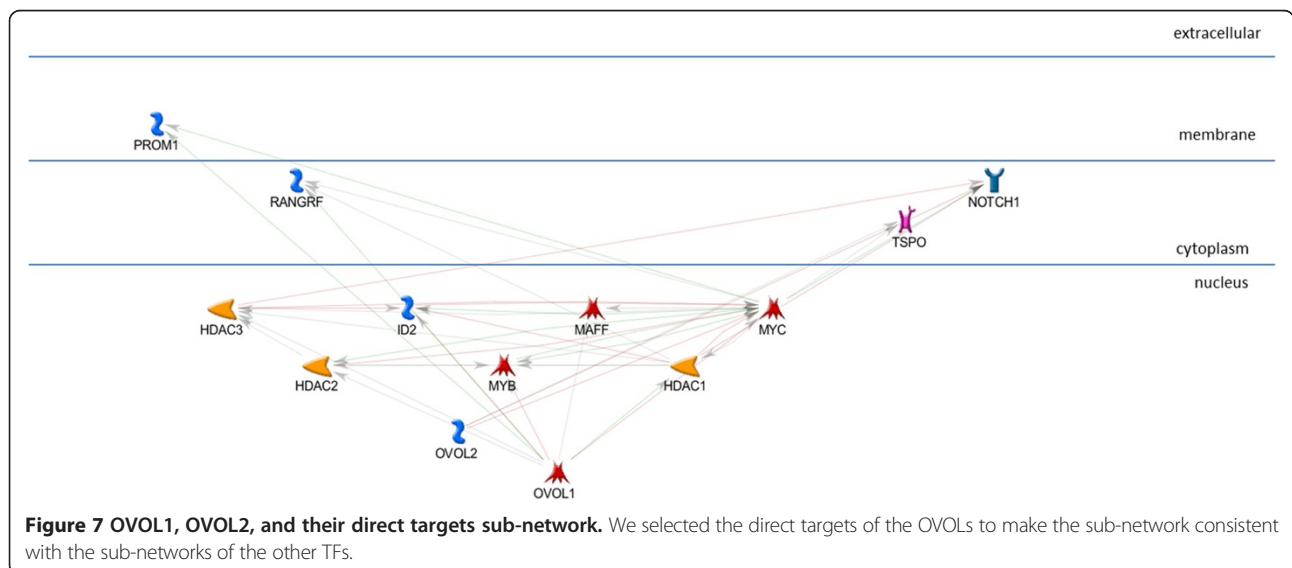 extracellular
membrane
PROM1
RANGRF
NOTCH1
TSPO
cytoplasm
nucleus
HDAC3
ID2
MAFF
MYC
HDAC2
MYB
HDAC1
OVOL2
OVOL1
Figure 7 OVOL1, OVOL2, and their direct targets sub-network. We selected the direct targets of the OVOLs to make the sub-network consistent
with the sub-networks of the other TFs.